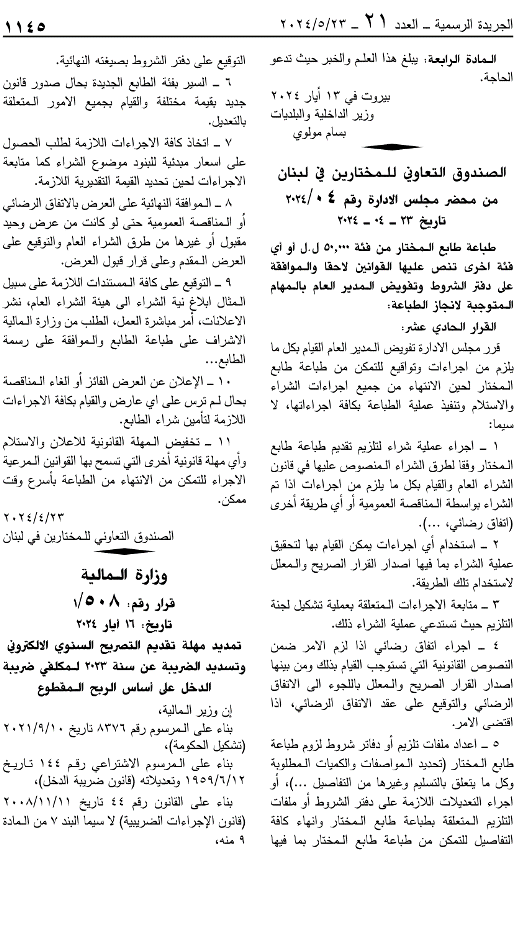 الجريدة الرسمية ــ العدد ٢١ ــ ٢٠٢٤/٥/٢٣
١١٤٥
المادة الرابعة: يبلغ هذا العلم والخبر حيث تدعو
الحاجة.
بيروت في ١٣ أيار ٢٠٢٤
وزير الداخلية والبلديات
بسام مولوي
الصندوق التعاوني للمختارين في لبنان
من محضر مجلس الادارة رقم ٢٠٢٤/٠٤
تاريخ ٢٣ ــ ٠٤ ــ ٢٠٢٤
طباعة طابع المختار من فئة ٥٠,٠٠٠ ل.ل او أي
فئة اخرى تنص عليها القوانين لاحقا والموافقة
على دفتر الشروط وتفويض المدير العام بالمهام
المتوجبة لانجاز الطباعة:
القرار الحادي عشر:
قرر مجلس الادارة تفويض المدير العام القيام بكل ما
يلزم من اجراءات وتواقيع للتمكن من طباعة طابع
المختار لحين الانتهاء من جميع اجراءات الشراء
والاستلام وتنفيذ عملية الطباعة بكافة اجراءاتها، لا
سيما:
١ ــ اجراء عملية شراء لتلزيم تقديم طباعة طابع
المختار وفقا لطرق الشراء المنصوص عليها في قانون
الشراء العام والقيام بكل ما يلزم من اجراءات اذا تم
الشراء بواسطة المناقصة العمومية أو أي طريقة أخرى
(اتفاق رضائي، ...).
٢ ــ استخدام أي اجراءات يمكن القيام بها لتحقيق
عملية الشراء بما فيها اصدار القرار الصريح والمعلل
لاستخدام تلك الطريقة.
٣ ــ متابعة الاجراءات المتعلقة بعملية تشكيل لجنة
التلزيم حيث تستدعي عملية الشراء ذلك.
٤ ــ اجراء اتفاق رضائي اذا لزم الامر ضمن
النصوص القانونية التي تستوجب القيام بذلك ومن بينها
اصدار القرار الصريح والمعلل باللجوء الى الاتفاق
الرضائي والتوقيع على عقد الاتفاق الرضائي، اذا
اقتضى الامر.
٥ ــ اعداد ملفات تلزيم أو دفاتر شروط لزوم طباعة
طابع المختار (تحديد المواصفات والكميات المطلوبة
وكل ما يتعلق بالتسليم وغيرها من التفاصيل ...)، أو
اجراء التعديلات اللازمة على دفتر الشروط أو ملفات
التلزيم المتعلقة بطباعة طابع المختار وانهاء كافة
التفاصيل للتمكن من طباعة طابع المختار بما فيها
التوقيع على دفتر الشروط بصيغته النهائية.
٦ ــ السير بفئة الطابع الجديدة بحال صدور قانون
جديد بقيمة مختلفة والقيام بجميع الامور المتعلقة
بالتعديل.
٧ ــ اتخاذ كافة الاجراءات اللازمة لطلب الحصول
على اسعار مبدئية للبنود موضوع الشراء كما متابعة
الاجراءات لحين تحديد القيمة التقديرية اللازمة.
٨ ــ الموافقة النهائية على العرض بالاتفاق الرضائي
أو المناقصة العمومية حتى لو كانت من عرض وحيد
مقبول أو غيرها من طرق الشراء العام والتوقيع على
العرض المقدم وعلى قرار قبول العرض.
٩ ــ التوقيع على كافة المستندات اللازمة على سبيل
المثال ابلاغ نية الشراء الى هيئة الشراء العام، نشر
الاعلانات، أمر مباشرة العمل، الطلب من وزارة المالية
الاشراف على طباعة الطابع والموافقة على رسمة
الطابع...
١٠ ــ الإعلان عن العرض الفائز أو الغاء المناقصة
بحال لم ترس على اي عارض والقيام بكافة الاجراءات
اللازمة لتأمين شراء الطابع.
١١ ــ تخفيض المهلة القانونية للاعلان والاستلام
وأي مهلة قانونية أخرى التي تسمح بها القوانين المرعية
الاجراء للتمكن من الانتهاء من الطباعة بأسرع وقت
ممكن.
٢٠٢٤/٤/٢٣
الصندوق التعاوني للمختارين في لبنان
وزارة المالية
قرار رقم: ١/٥٠٨
تاريخ: ١٦ أيار ٢٠٢٤
تمديد مهلة تقديم التصريح السنوي الالكتروني
وتسديد الضريبة عن سنة ٢٠٢٣ لمكلفي ضريبة
الدخل على أساس الربح المقطوع
إن وزير المالية،
بناء على المرسوم رقم ٨٣٧٦ تاريخ ٢٠٢١/٩/١٠
(تشكيل الحكومة)،
بناء على المرسوم الاشتراعي رقم ١٤٤ تاريخ
١٩٥٩/٦/١٢ وتعديلاته (قانون ضريبة الدخل)،
بناء على القانون رقم ٤٤ تاريخ ٢٠٠٨/١١/١١
(قانون الإجراءات الضريبية) لا سيما البند ٧ من المادة
٩ منه،